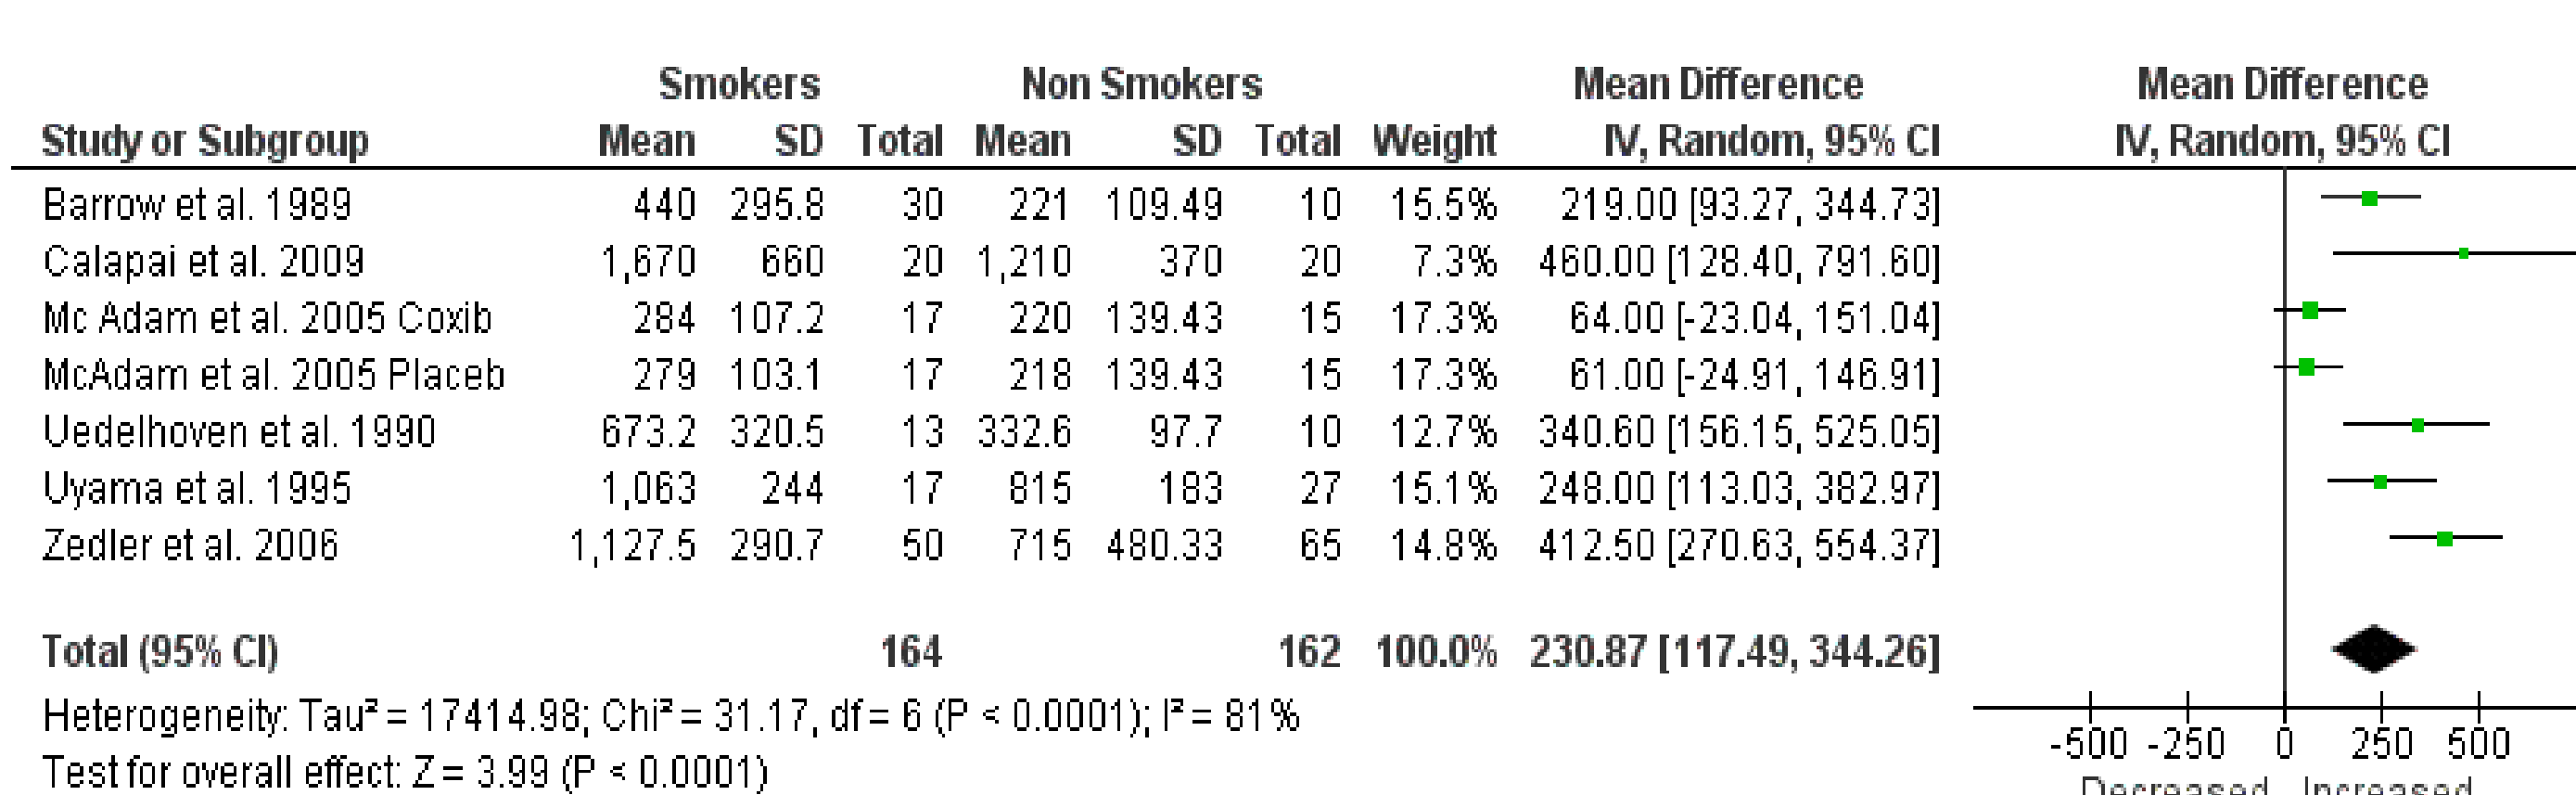 Smokers Non Smokers Mean Difference Mean Difference
Study or Subgroup Mean SD Total Mean SD Total Weight IV, Random, 95% CI IV, Random, 95% CI
Barrow et al. 1989 440 295.8 30 221 109.49 10 15.5% 219.00 [93.27, 344.73]
Calapai et al. 2009 1,670 660 20 1,210 370 20 7.3% 460.00 [128.40, 791.60]
Mc Adam et al. 2005 Coxib 284 107.2 17 220 139.43 15 17.3% 64.00 [-23.04, 151.04]
McAdam et al. 2005 Placeb 279 103.1 17 218 139.43 15 17.3% 61.00 [-24.91, 146.91]
Uedelhoven et al. 1990 673.2 320.5 13 332.6 97.7 10 12.7% 340.60 [156.15, 525.05]
Uyama et al. 1995 1,063 244 17 815 183 27 15.1% 248.00 [113.03, 382.97]
Zedler et al. 2006 1,127.5 290.7 50 715 480.33 65 14.8% 412.50 [270.63, 554.37]
Total (95% CI) 164 162 100.0% 230.87 [117.49, 344.26]
Heterogeneity: Tau² = 17414.98; Chi² = 31.17, df = 6 (P < 0.0001); I² = 81%
Test for overall effect: Z = 3.99 (P < 0.0001)
-500 -250 0 250 500
Decreased Increased